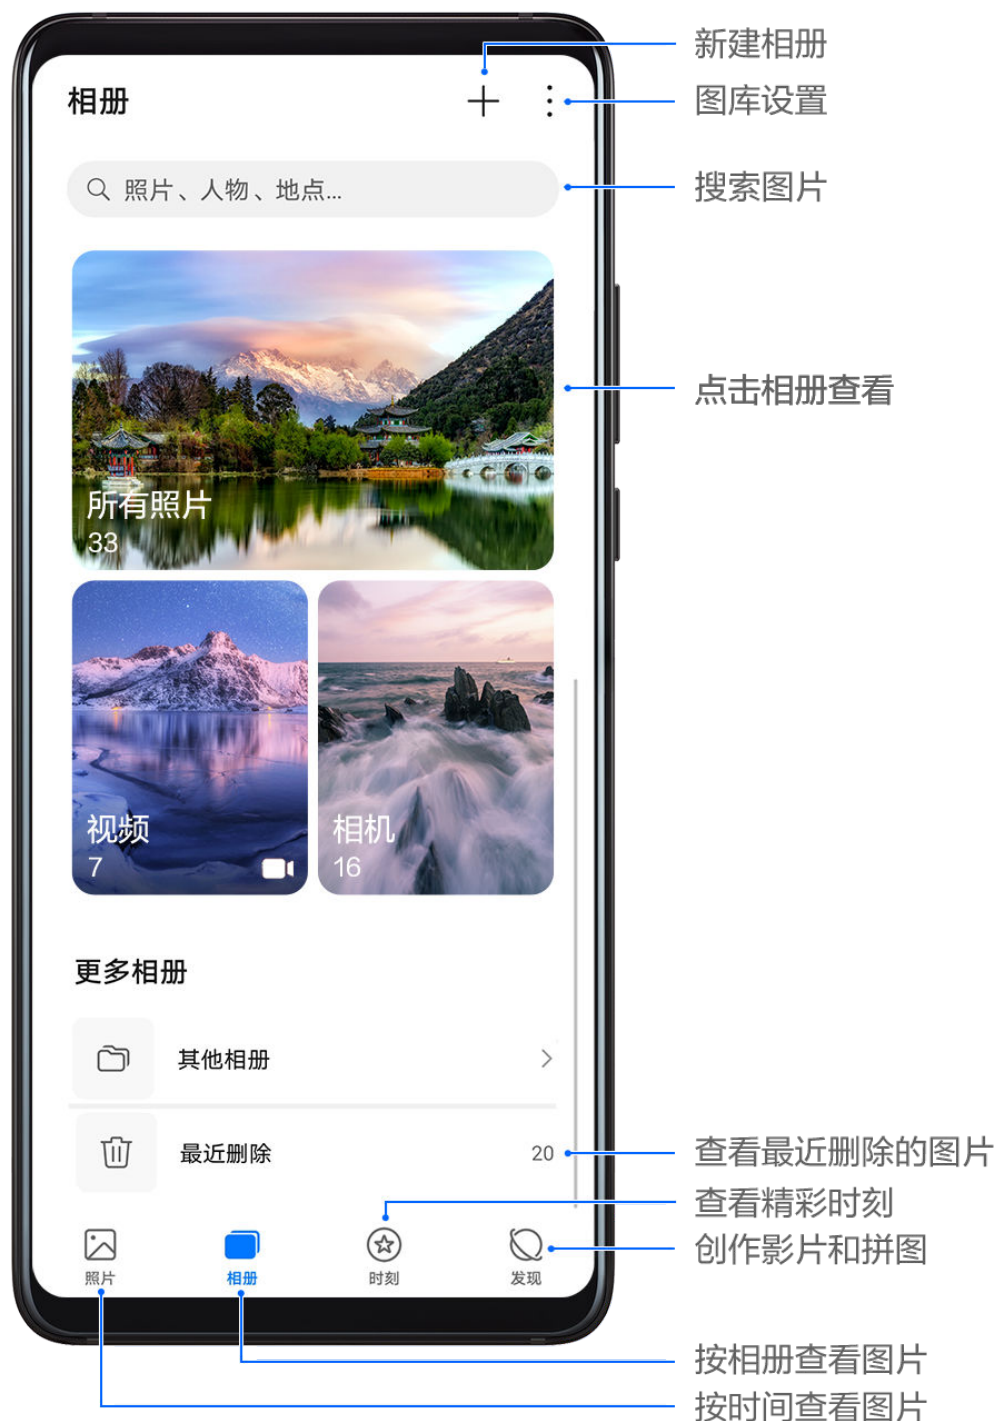 新建相册
相册
图库设置
照片、人物、地点...
搜索图片
点击相册查看
所有照片
33
视频
7
相机
16
更多相册
其他相册
最近删除
20
查看最近删除的图片
查看精彩时刻
创作影片和拼图
照片
相册
时刻
发现
按相册查看图片
按时间查看图片